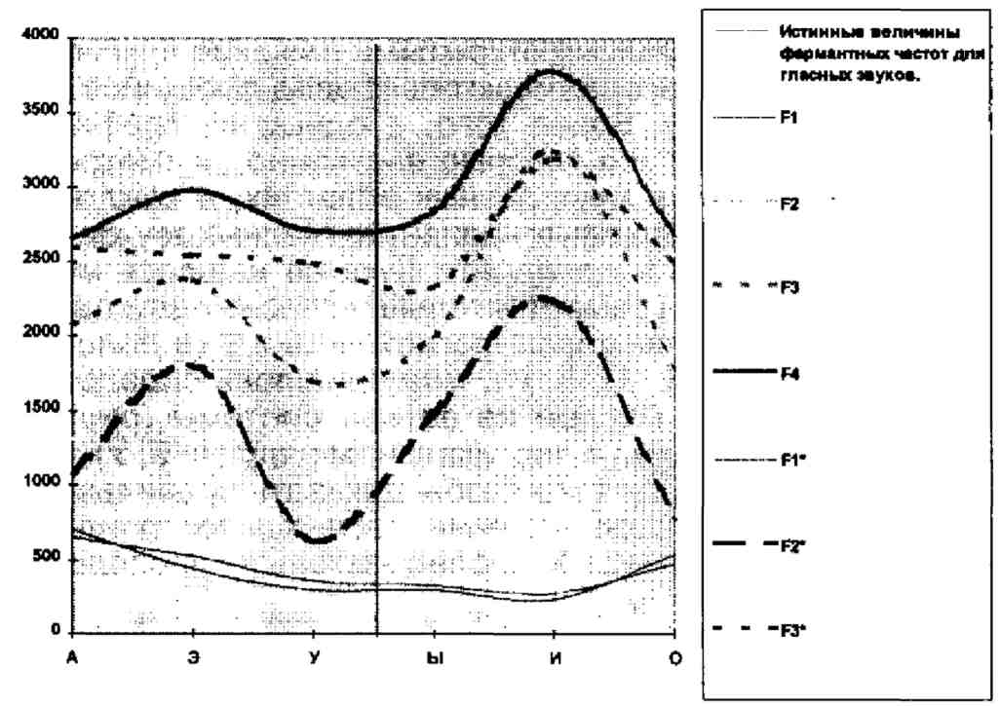 4000
3500
3000
2500
2000
1500
1000
500
0
А
Э
У
Ы
И
О
Истинные величины
формантных частот для
гласных звуков.
F1
F2
F3
F4
F1*
F2*
F3*